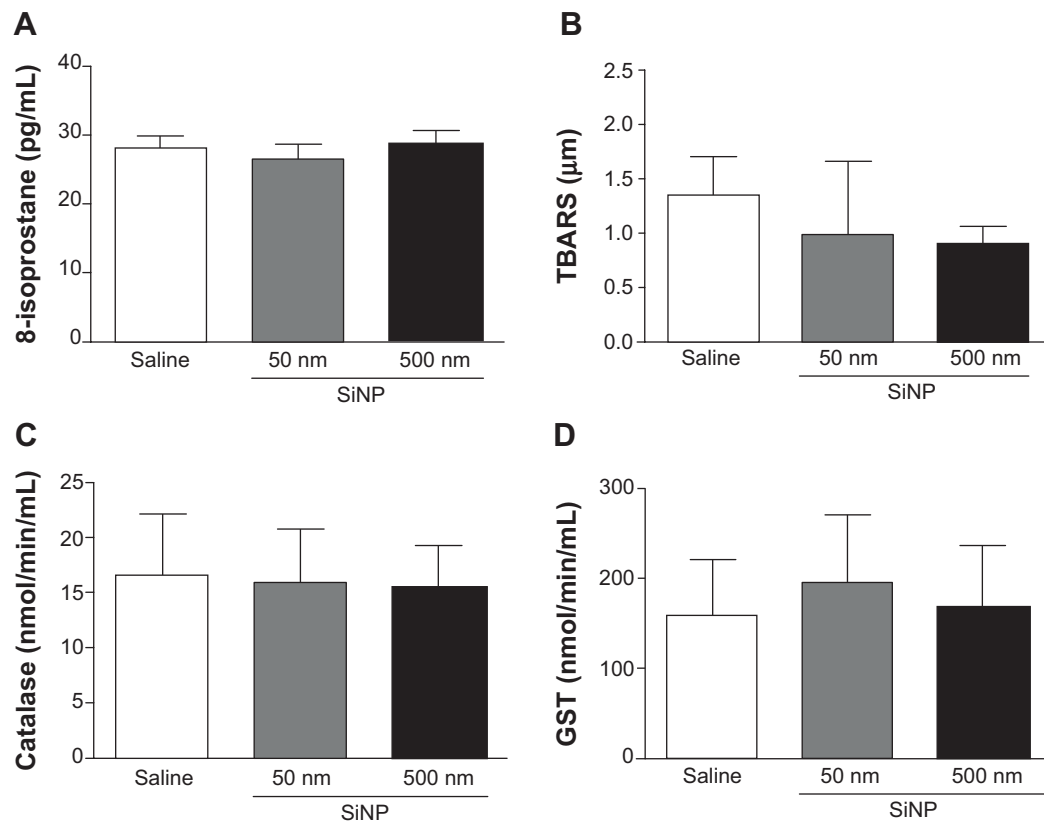 A
8-isoprostane (pg/mL)
40
30
20
10
0
Saline
50 nm
500 nm
SiNP
B
TBARS (μm)
2.5
2.0
1.5
1.0
0.5
0.0
Saline
50 nm
500 nm
SiNP
C
Catalase (nmol/min/mL)
25
20
15
10
5
0
Saline
50 nm
500 nm
SiNP
D
GST (nmol/min/mL)
300
200
100
0
Saline
50 nm
500 nm
SiNP